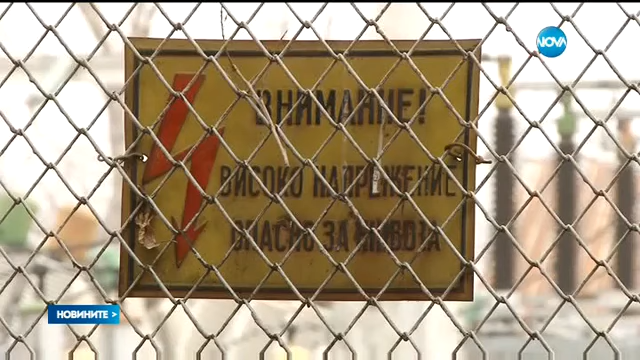 NOVA
ВНИМАНИЕ!
ВИСОКО НАПРЕЖЕНИЕ
ОПАСНО ЗА ЖИВОТА
НОВИНИТЕ >